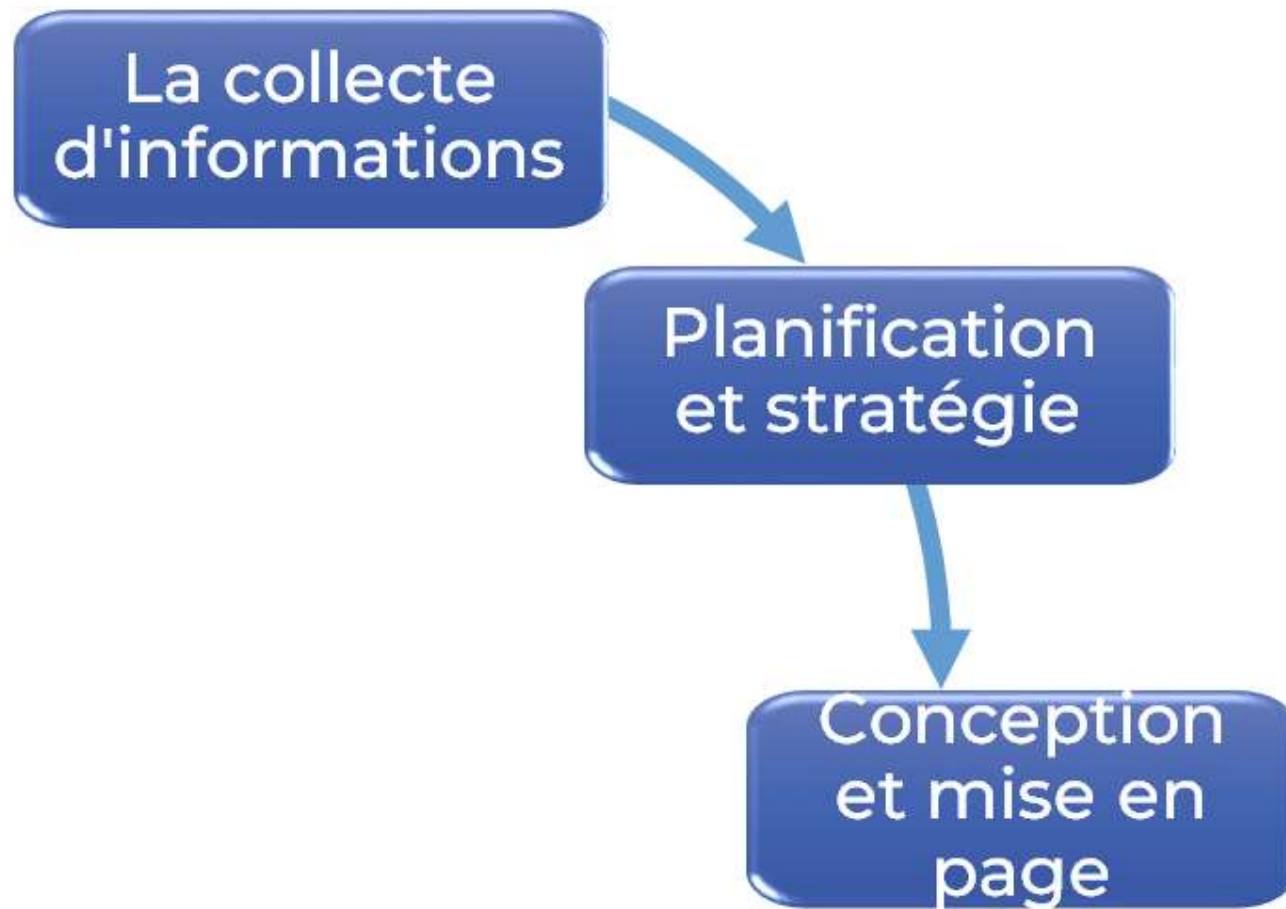 La collecte
d'informations
Planification
et stratégie
Conception
et mise en
page